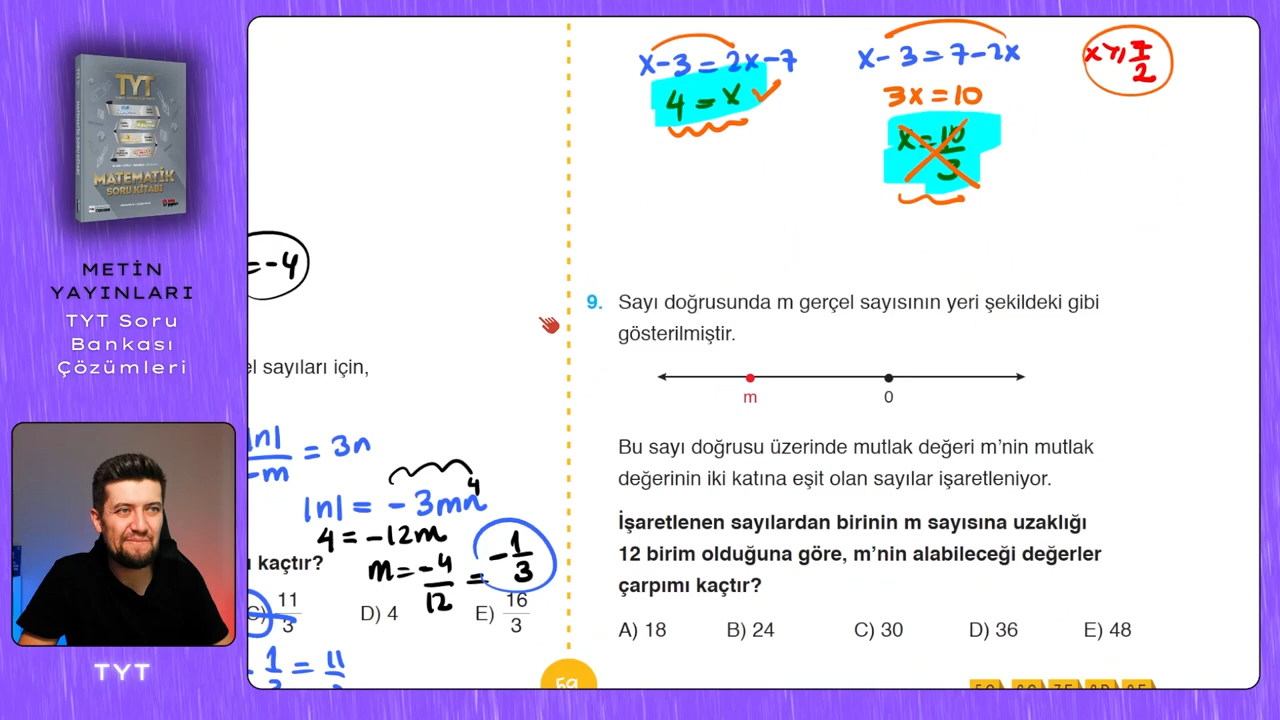 TYT
MATEMATİK
SORU KİTABI
METİN
YAYINLARI
TYT Soru
Bankası
Çözümleri
TYT
= -4
el sayıları için,
|n|
-m
= 3n
|n| = -3mn
4
4 = -12m
m = -4
12
= -1
3
ı kaçtır?
C) 11
3
D) 4
E) 16
3
1
= 11
59
x-3 = 2x-7
4 = x
x-3 = 7-2x
3x = 10
x = 10
3
x ≥ 7
2
9. Sayı doğrusunda m gerçel sayısının yeri şekildeki gibi
gösterilmiştir.
m 0
Bu sayı doğrusu üzerinde mutlak değeri m’nin mutlak
değerinin iki katına eşit olan sayılar işaretleniyor.
İşaretlenen sayılardan birinin m sayısına uzaklığı
12 birim olduğuna göre, m’nin alabileceği değerler
çarpımı kaçtır?
A) 18 B) 24 C) 30 D) 36 E) 48